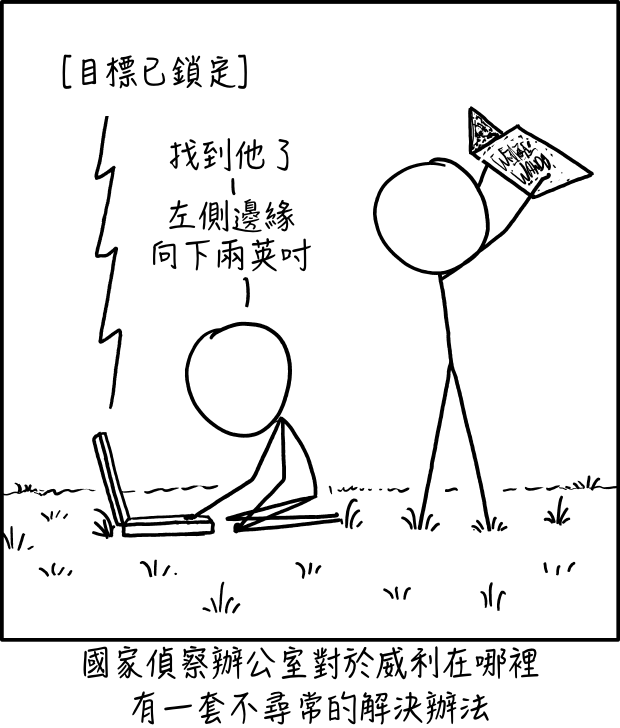 [目標已鎖定]
找到他了
左側邊緣
向下兩英吋
WHERE'S
WALDO
國家偵察辦公室對於威利在哪裡
有一套不尋常的解決辦法